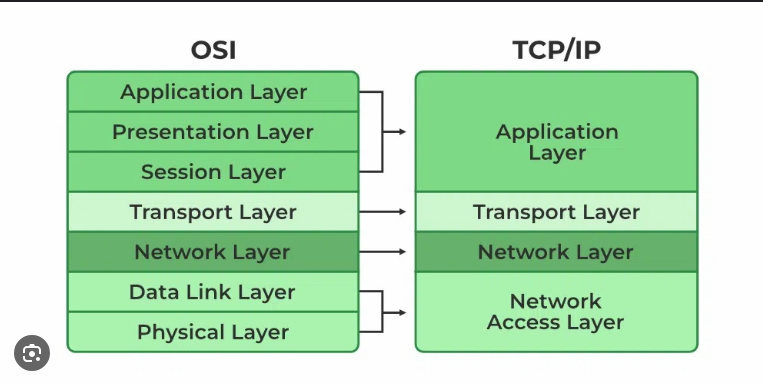 OSI
TCP/IP
Application Layer
Presentation Layer
Session Layer
Transport Layer
Network Layer
Data Link Layer
Physical Layer
Application
Layer
Transport Layer
Network Layer
Network
Access Layer